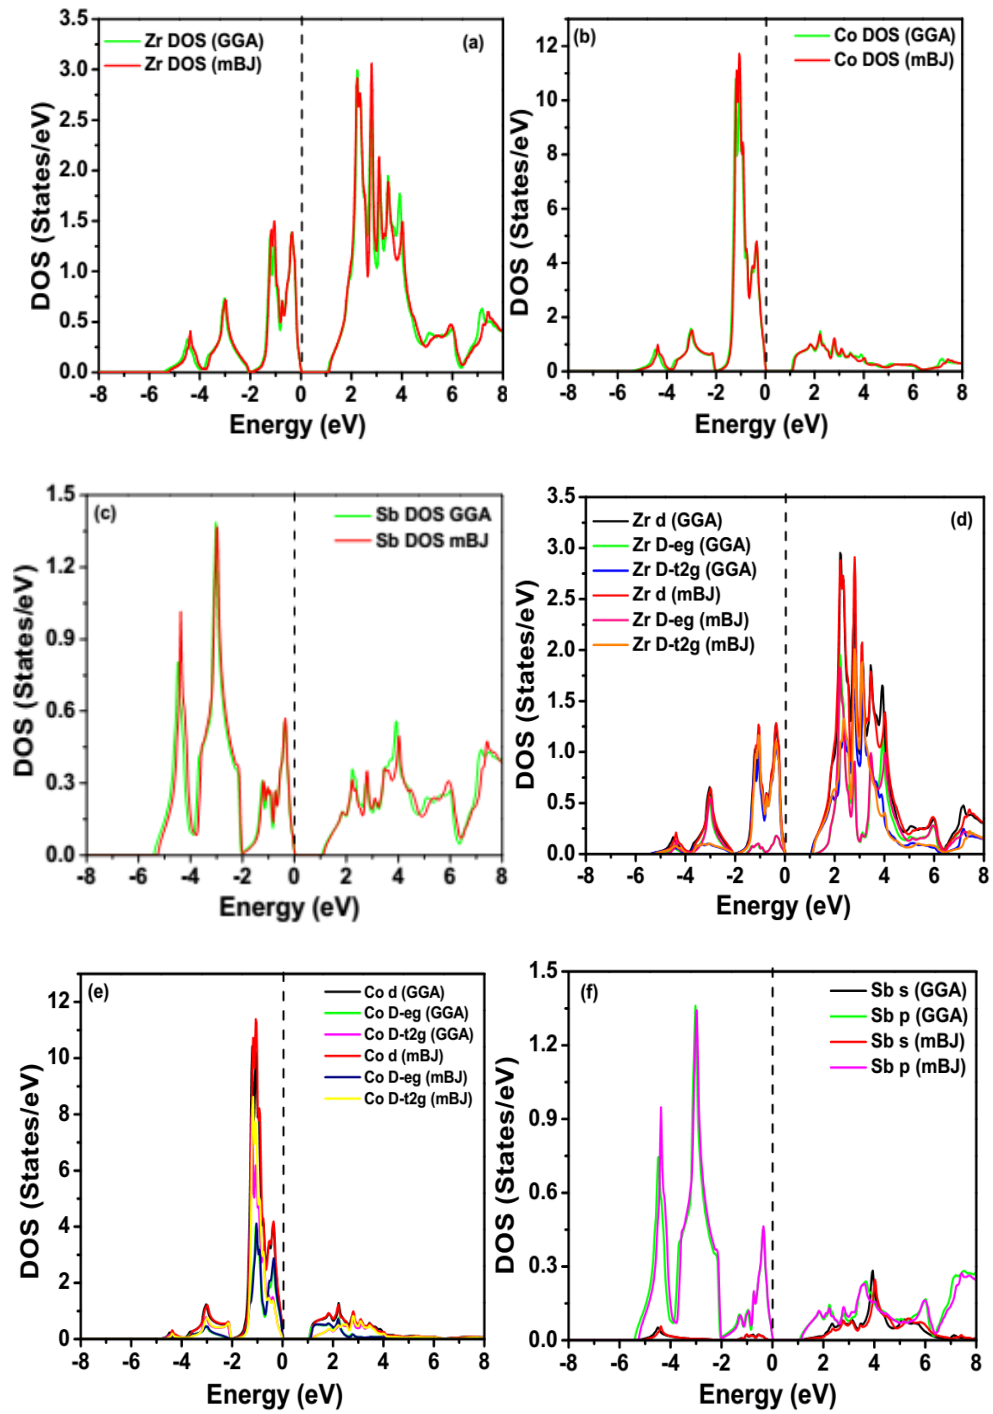 Zr DOS (GGA)
Zr DOS (mBJ)
(a)
3.5
3.0
2.5
2.0
1.5
1.0
0.5
0.0
DOS (States/eV)
-8 -6 -4 -2 0 2 4 6 8
Energy (eV)
(b)
Co DOS (GGA)
Co DOS (mBJ)
12
10
8
6
4
2
0
DOS (States/eV)
-8 -6 -4 -2 0 2 4 6 8
Energy (eV)
(c)
Sb DOS GGA
Sb DOS mBJ
1.5
1.2
0.9
0.6
0.3
0.0
DOS (States/eV)
-8 -6 -4 -2 0 2 4 6 8
Energy (eV)
(d)
Zr d (GGA)
Zr D-eg (GGA)
Zr D-t2g (GGA)
Zr d (mBJ)
Zr D-eg (mBJ)
Zr D-t2g (mBJ)
3.5
3.0
2.5
2.0
1.5
1.0
0.5
0.0
DOS (States/eV)
-8 -6 -4 -2 0 2 4 6 8
Energy (eV)
(e)
Co d (GGA)
Co D-eg (GGA)
Co D-t2g (GGA)
Co d (mBJ)
Co D-eg (mBJ)
Co D-t2g (mBJ)
12
10
8
6
4
2
0
DOS (States/eV)
-8 -6 -4 -2 0 2 4 6 8
Energy (eV)
(f)
Sb s (GGA)
Sb p (GGA)
Sb s (mBJ)
Sb p (mBJ)
1.5
1.2
0.9
0.6
0.3
0.0
DOS (States/eV)
-8 -6 -4 -2 0 2 4 6 8
Energy (eV)